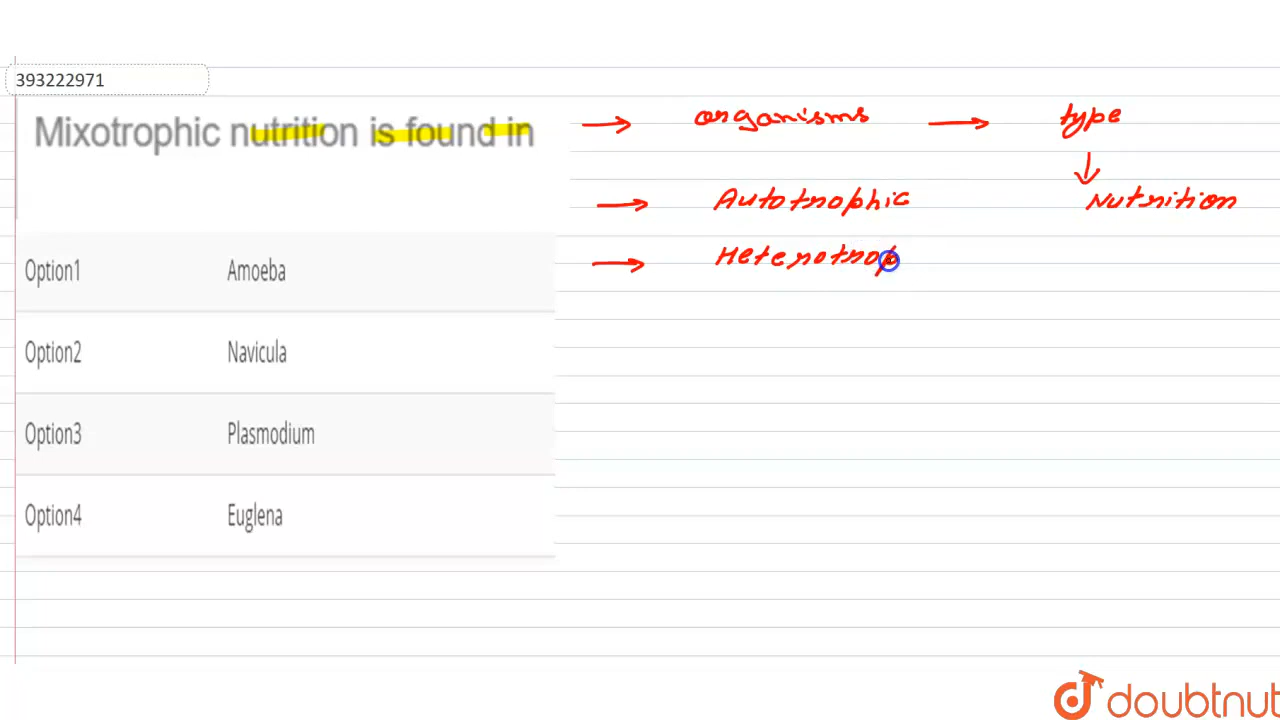 393222971
Mixotrophic nutrition is found in → organisms → type
↓
→ Autotrophic Nutrition
→ Heterotrop
Option1 Amoeba
Option2 Navicula
Option3 Plasmodium
Option4 Euglena
doubtnut